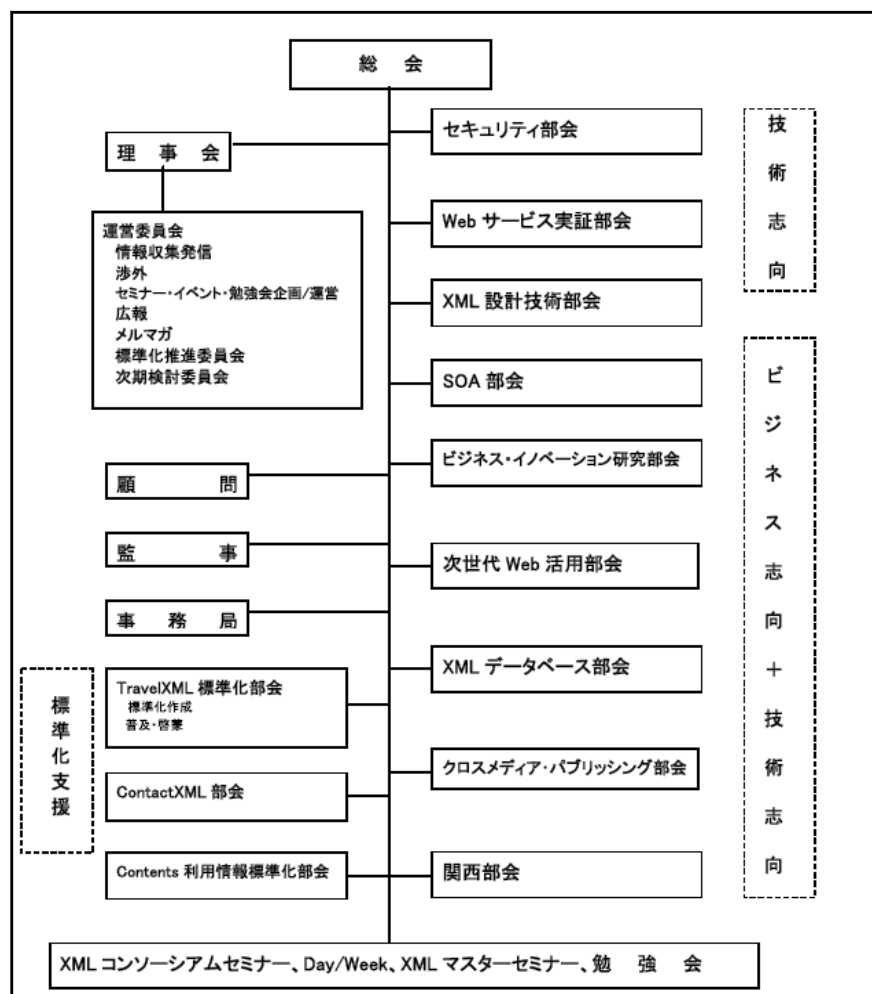 総 会
理 事 会
運営委員会
情報収集発信
渉外
セミナー・イベント・勉強会企画/運営
広報
メルマガ
標準化推進委員会
次期検討委員会
顧 問
監 事
事 務 局
標準化支援
TravelXML 標準化部会
標準化作成
普及・啓蒙
ContactXML 部会
Contents 利用情報標準化部会
セキュリティ部会
Web サービス実証部会
XML 設計技術部会
SOA 部会
ビジネス・イノベーション研究部会
次世代 Web 活用部会
XML データベース部会
クロスメディア・パブリッシング部会
関西部会
技術志向
ビジネス志向+技術志向
XML コンソーシアムセミナー、Day/Week、XML マスターセミナー、勉 強 会